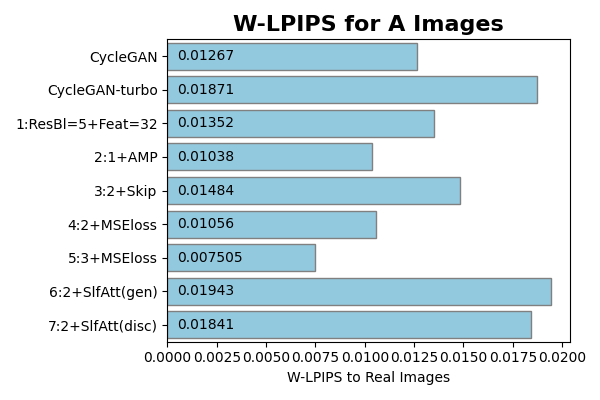 W-LPIPS for A Images
CycleGAN 0.01267
CycleGAN-turbo 0.01871
1:ResBl=5+Feat=32 0.01352
2:1+AMP 0.01038
3:2+Skip 0.01484
4:2+MSEloss 0.01056
5:3+MSEloss 0.007505
6:2+SlfAtt(gen) 0.01943
7:2+SlfAtt(disc) 0.01841
0.0000 0.0025 0.0050 0.0075 0.0100 0.0125 0.0150 0.0175 0.0200
W-LPIPS to Real Images